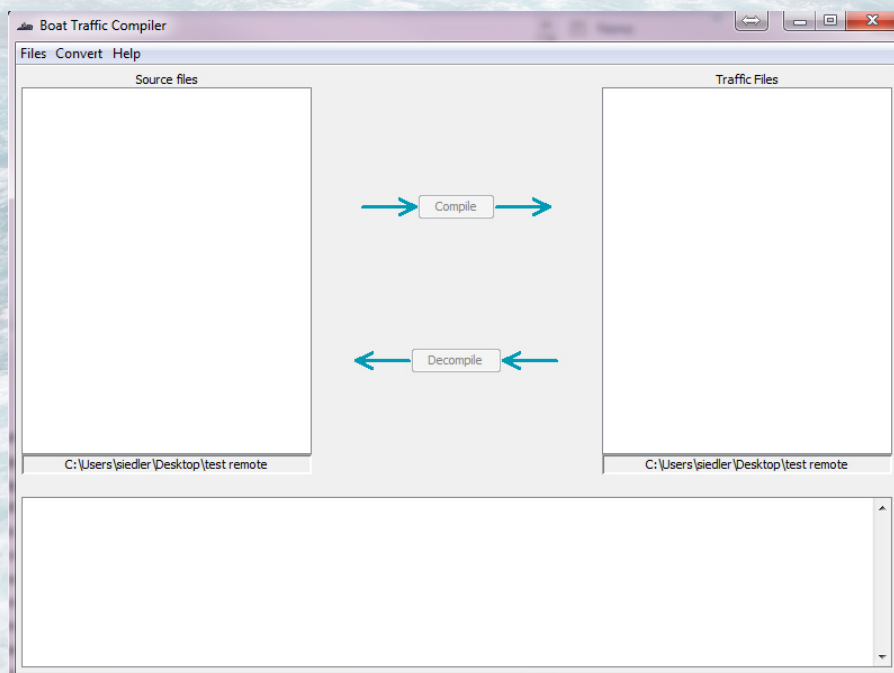 Boat Traffic Compiler
Files Convert Help
Source files
Traffic Files
Compile
Decompile
C:\Users\siedler\Desktop\test remote
C:\Users\siedler\Desktop\test remote